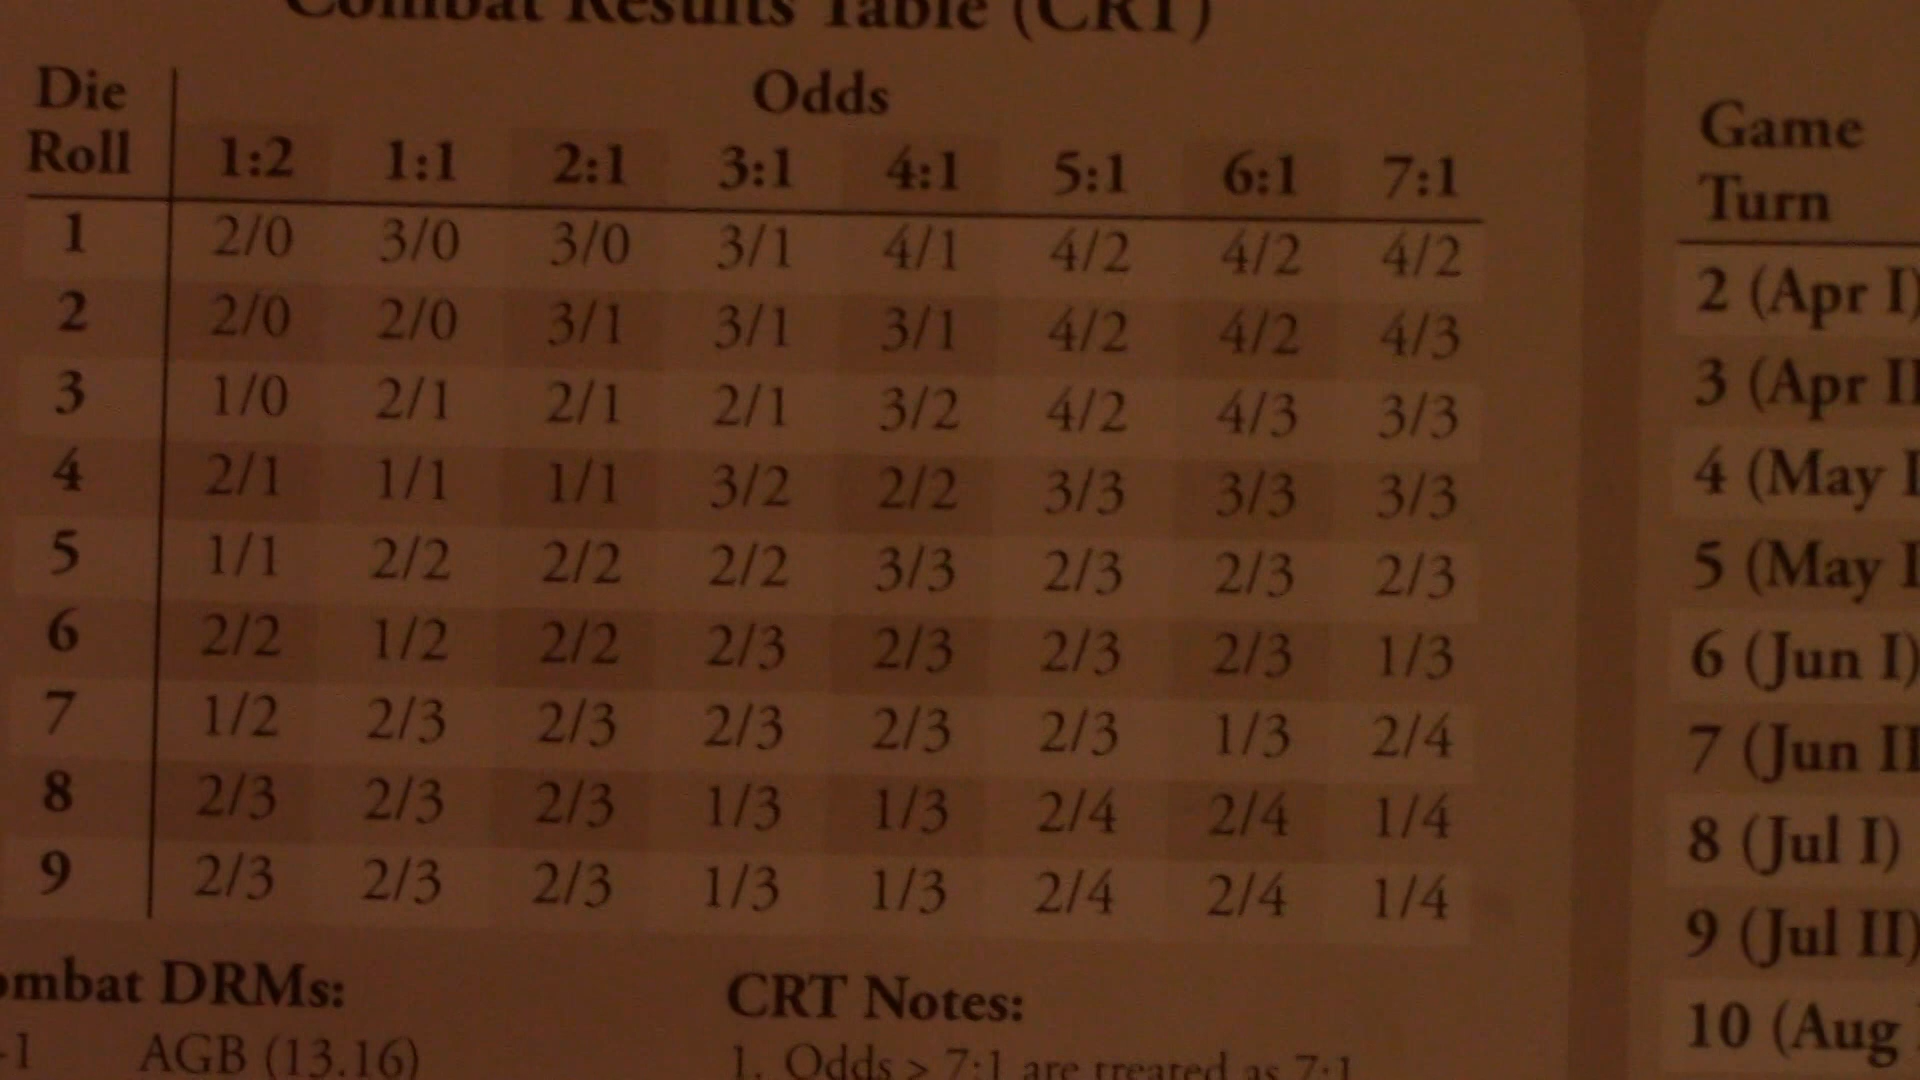 Combat Results Table (CRT)
Die Roll
Odds
1:2 1:1 2:1 3:1 4:1 5:1 6:1 7:1
1 2/0 3/0 3/0 3/1 4/1 4/2 4/2 4/2
2 2/0 2/0 3/1 3/1 3/1 4/2 4/2 4/3
3 1/0 2/1 2/1 2/1 3/2 4/2 4/3 3/3
4 2/1 1/1 1/1 3/2 2/2 3/3 3/3 3/3
5 1/1 2/2 2/2 2/2 3/3 2/3 2/3 2/3
6 2/2 1/2 2/2 2/3 2/3 2/3 2/3 1/3
7 1/2 2/3 2/3 2/3 2/3 2/3 1/3 2/4
8 2/3 2/3 2/3 1/3 1/3 2/4 2/4 1/4
9 2/3 2/3 2/3 1/3 1/3 2/4 2/4 1/4
ombat DRMs:
-1 AGB (13.16)
CRT Notes:
1. Odds > 7:1 are treated as 7:1
Game
Turn
2 (Apr I)
3 (Apr II
4 (May I
5 (May I
6 (Jun I)
7 (Jun II
8 (Jul I)
9 (Jul II)
10 (Aug